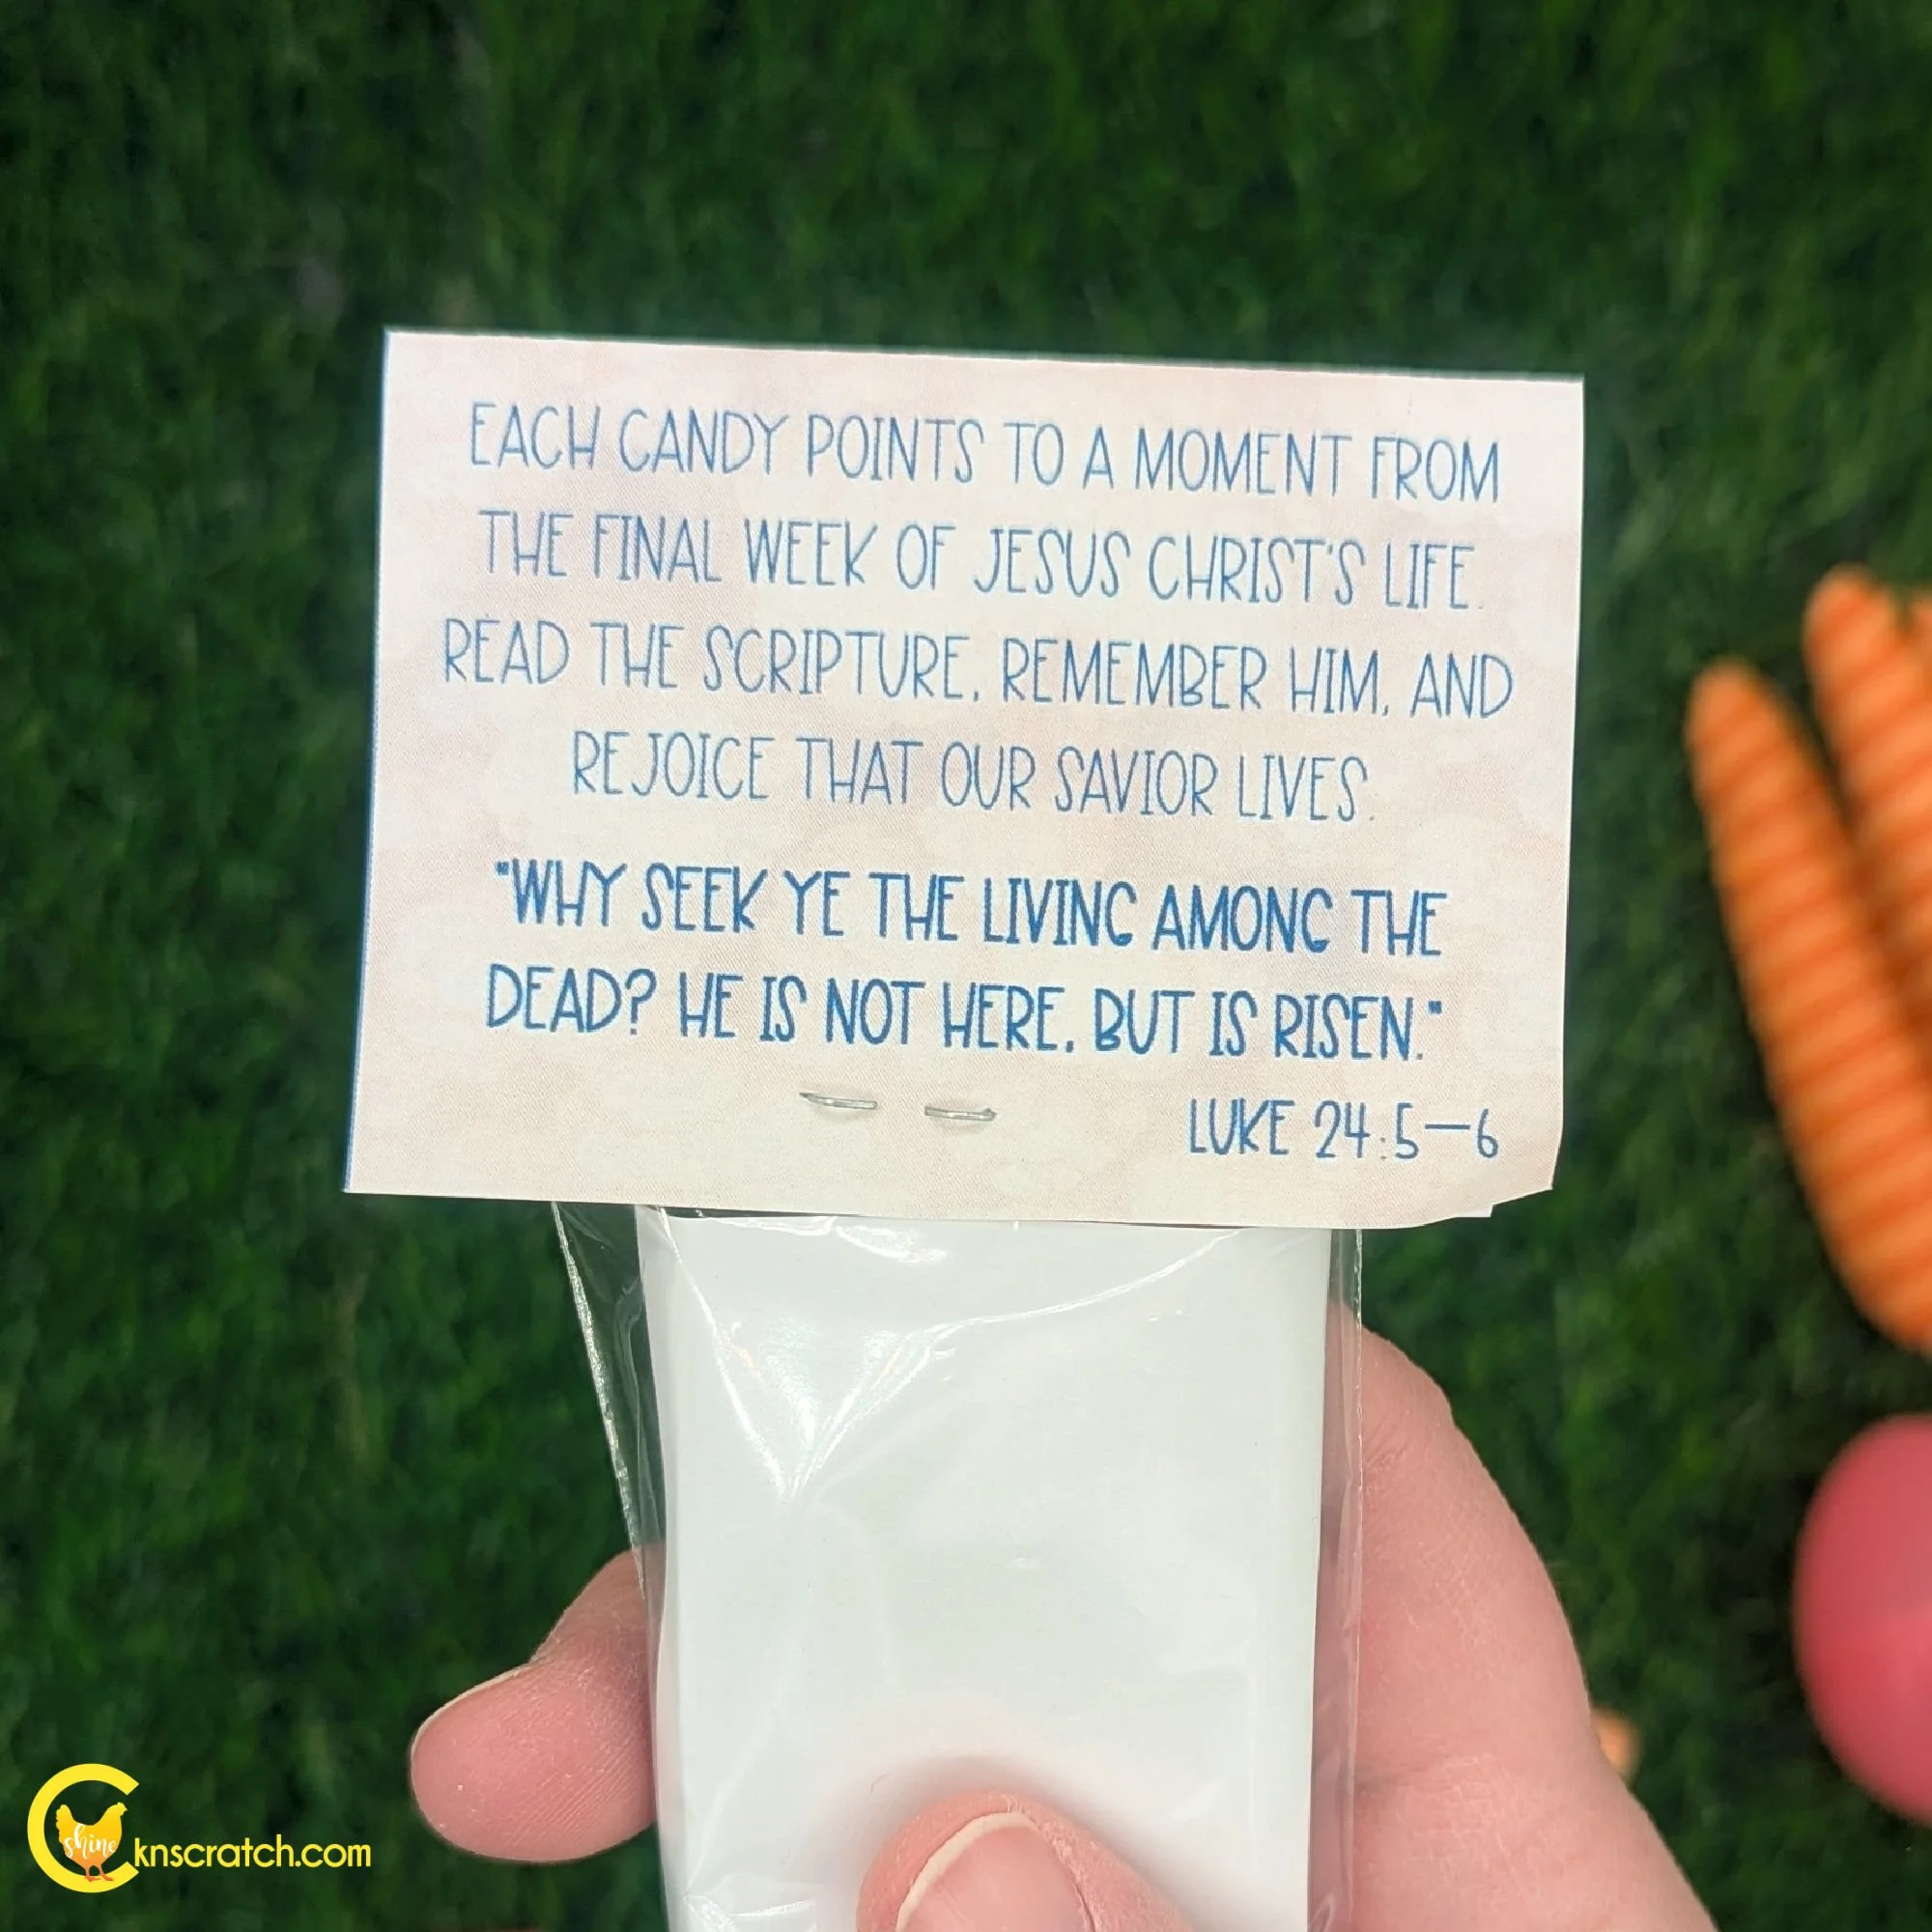 EACH CANDY POINTS TO A MOMENT FROM
THE FINAL WEEK OF JESUS CHRIST'S LIFE.
READ THE SCRIPTURE, REMEMBER HIM, AND
REJOICE THAT OUR SAVIOR LIVES.
"WHY SEEK YE THE LIVING AMONG THE
DEAD? HE IS NOT HERE, BUT IS RISEN."
LUKE 24:5—6
shine
Cknscratch.com